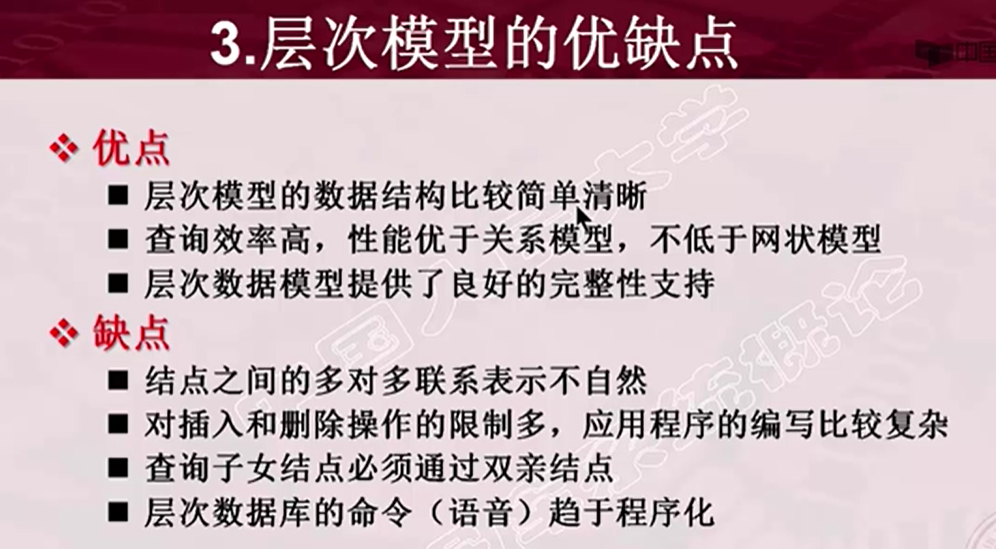 3.层次模型的优缺点
中国
优点
层次模型的数据结构比较简单清晰
查询效率高，性能优于关系模型，不低于网状模型
层次数据模型提供了良好的完整性支持
缺点
结点之间的多对多联系表示不自然
对插入和删除操作的限制多，应用程序的编写比较复杂
查询子女结点必须通过双亲结点
层次数据库的命令（语音）趋于程序化